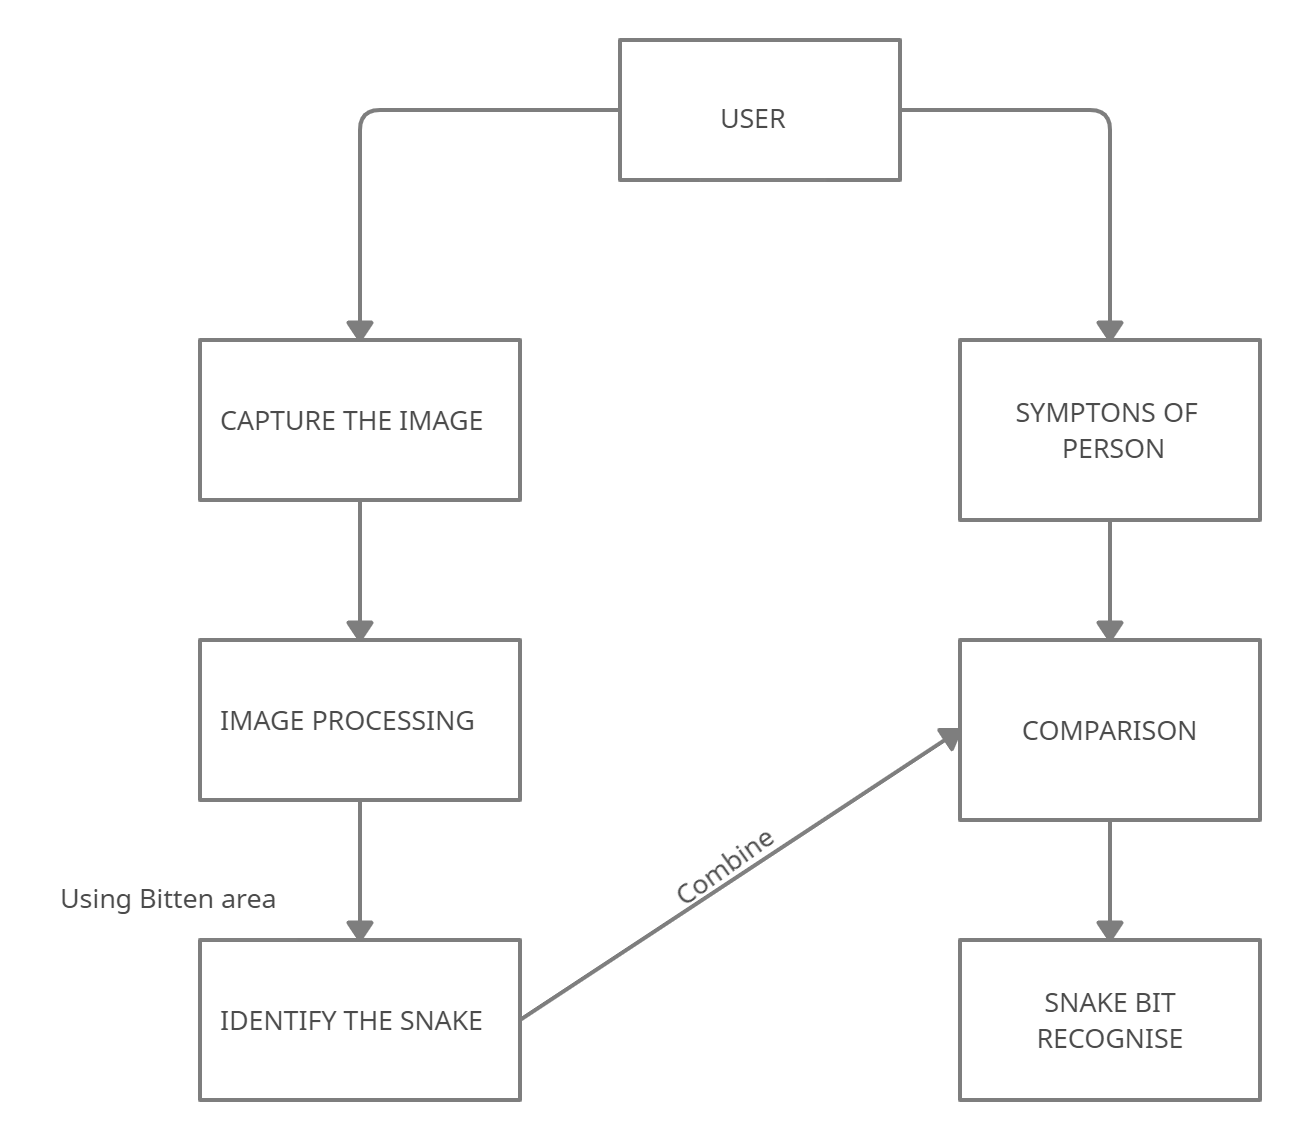 USER
CAPTURE THE IMAGE
SYMPTONS OF
PERSON
IMAGE PROCESSING
COMPARISON
Combine
Using Bitten area
IDENTIFY THE SNAKE
SNAKE BIT
RECOGNISE